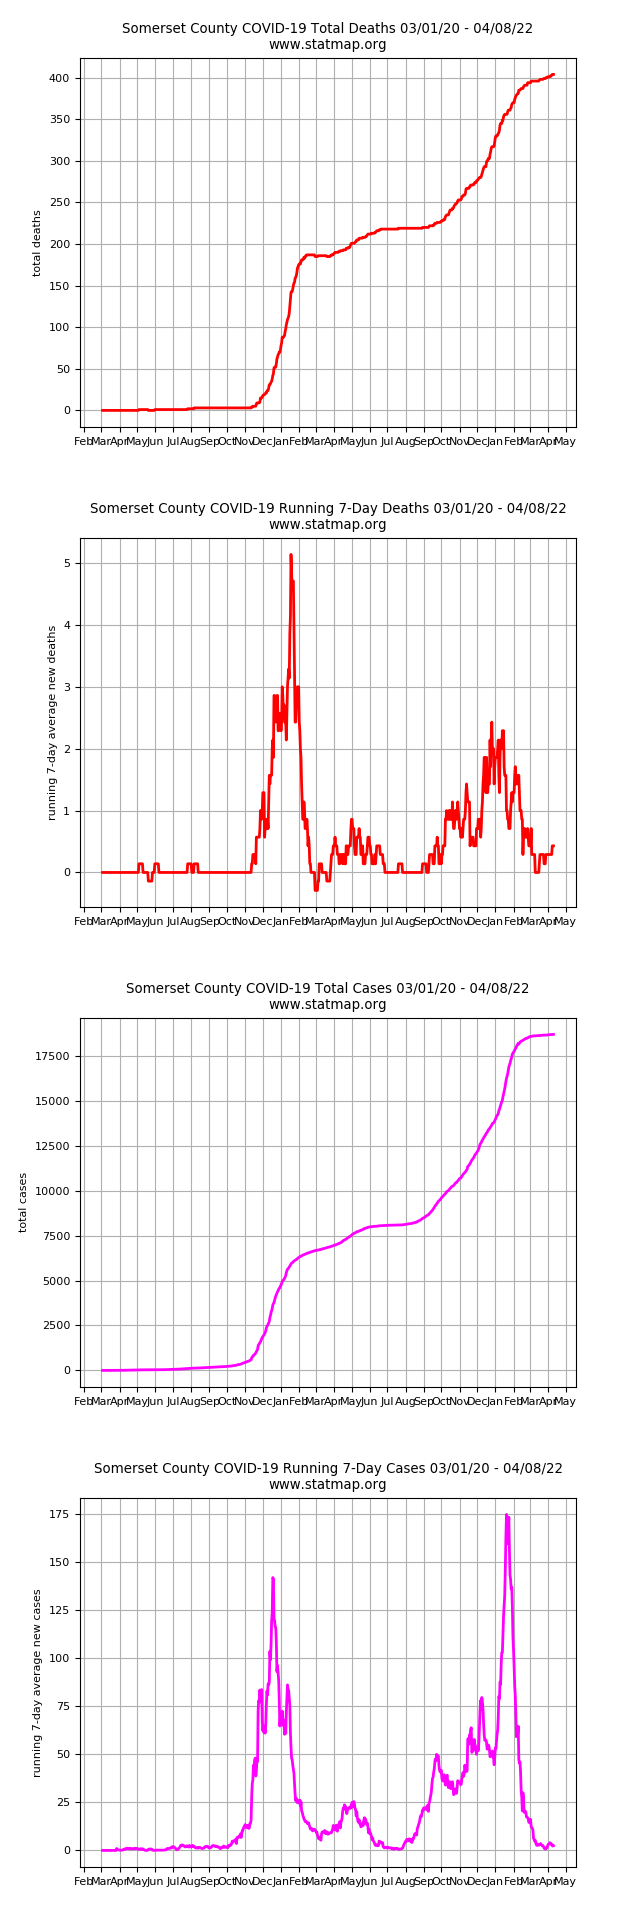 Somerset County COVID-19 Total Deaths 03/01/20 - 04/08/22
www.statmap.org
400
350
300
250
200
150
100
50
0
total deaths
Feb Mar Apr May Jun Jul Aug Sep Oct Nov Dec Jan Feb Mar Apr May Jun Jul Aug Sep Oct Nov Dec Jan Feb Mar Apr May
Somerset County COVID-19 Running 7-Day Deaths 03/01/20 - 04/08/22
www.statmap.org
5
4
3
2
1
0
running 7-day average new deaths
Feb Mar Apr May Jun Jul Aug Sep Oct Nov Dec Jan Feb Mar Apr May Jun Jul Aug Sep Oct Nov Dec Jan Feb Mar Apr May
Somerset County COVID-19 Total Cases 03/01/20 - 04/08/22
www.statmap.org
17500
15000
12500
10000
7500
5000
2500
0
total cases
Feb Mar Apr May Jun Jul Aug Sep Oct Nov Dec Jan Feb Mar Apr May Jun Jul Aug Sep Oct Nov Dec Jan Feb Mar Apr May
Somerset County COVID-19 Running 7-Day Cases 03/01/20 - 04/08/22
www.statmap.org
175
150
125
100
75
50
25
0
running 7-day average new cases
Feb Mar Apr May Jun Jul Aug Sep Oct Nov Dec Jan Feb Mar Apr May Jun Jul Aug Sep Oct Nov Dec Jan Feb Mar Apr May